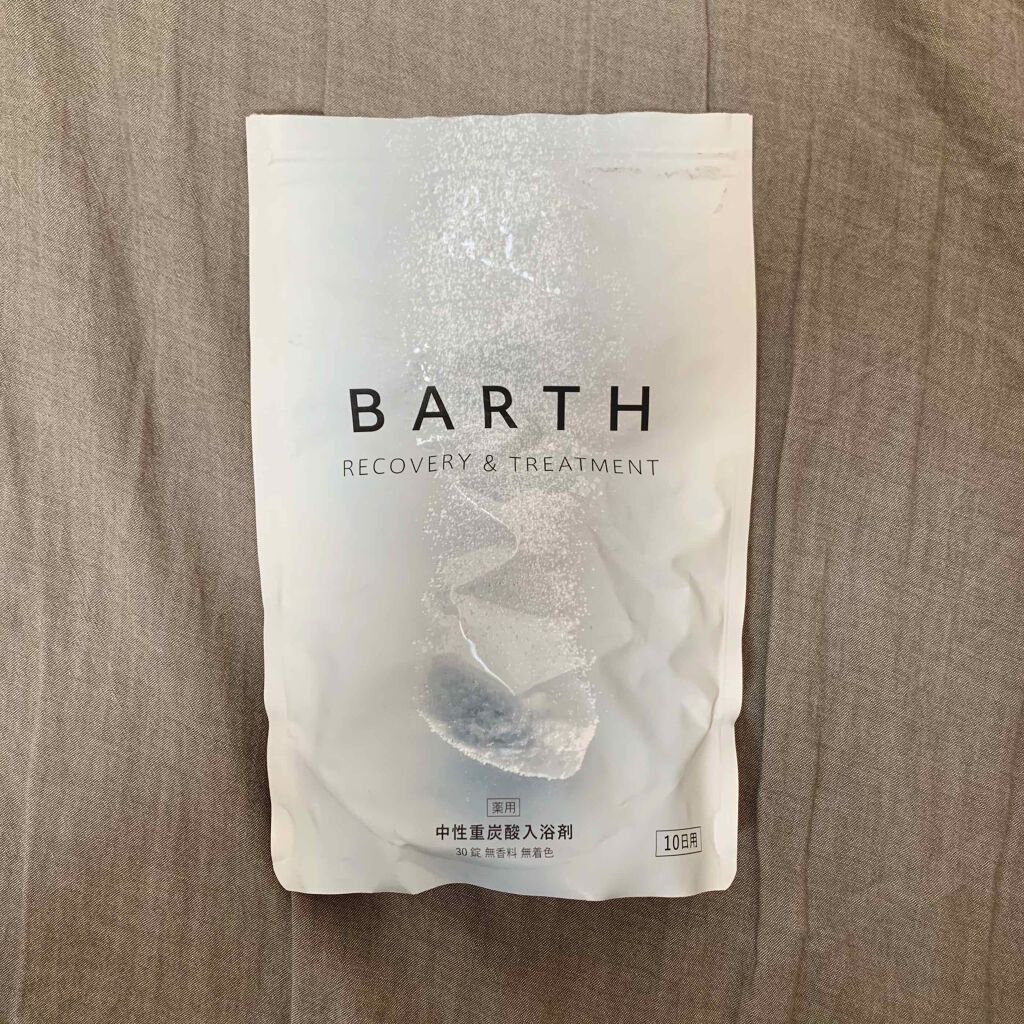 BARTH
RECOVERY & TREATMENT
薬用
中性重炭酸入浴剤
30錠 無香料 無着色
10日用